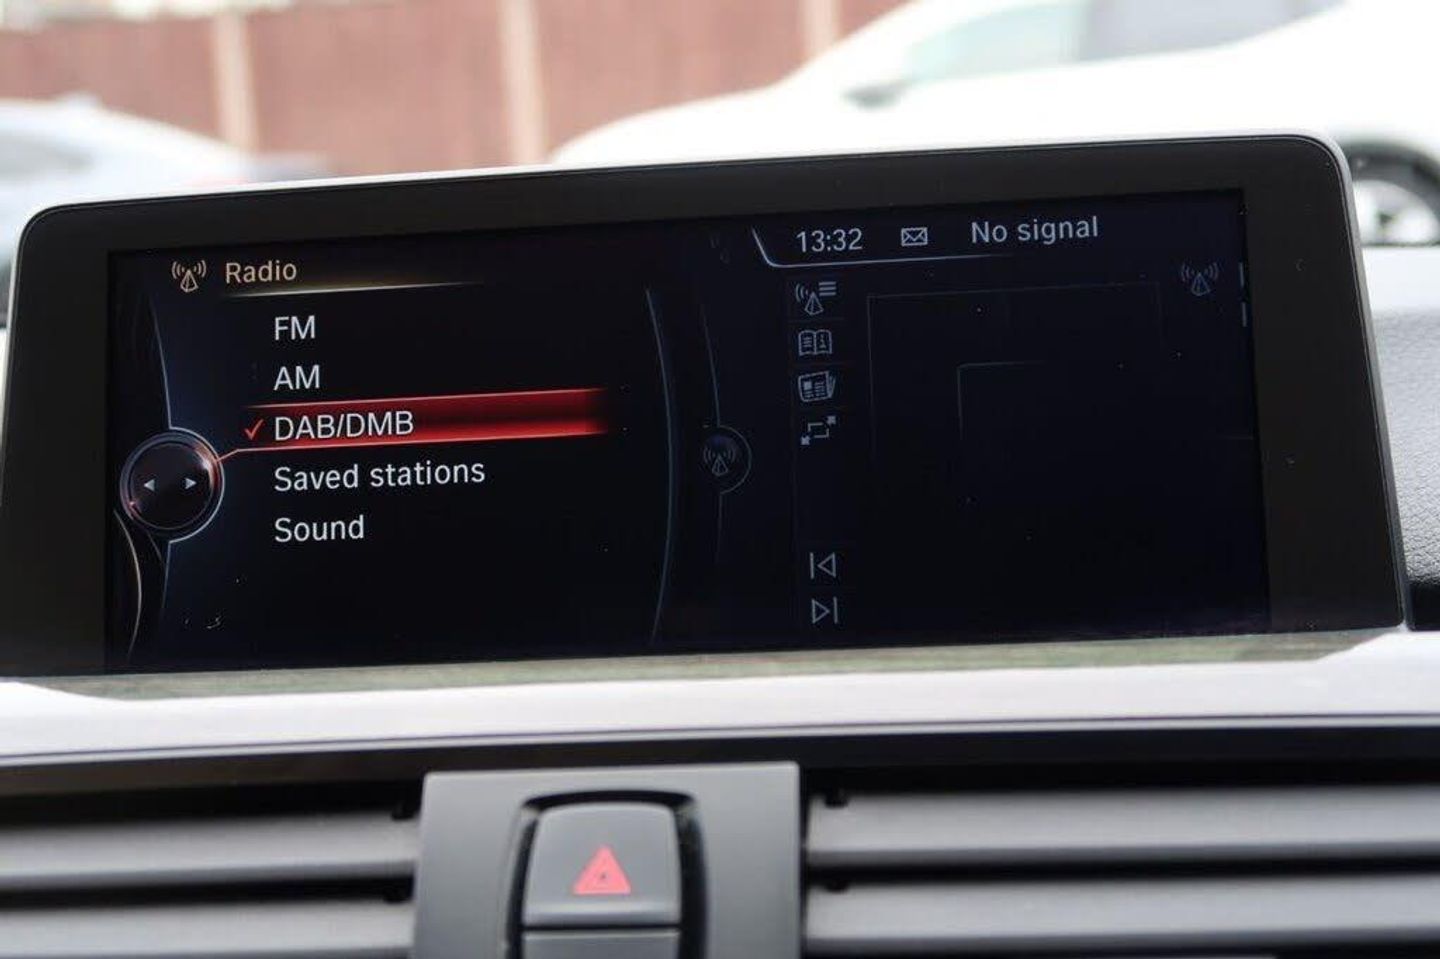 Radio
13:32 No signal
FM
AM
DAB/DMB
Saved stations
Sound